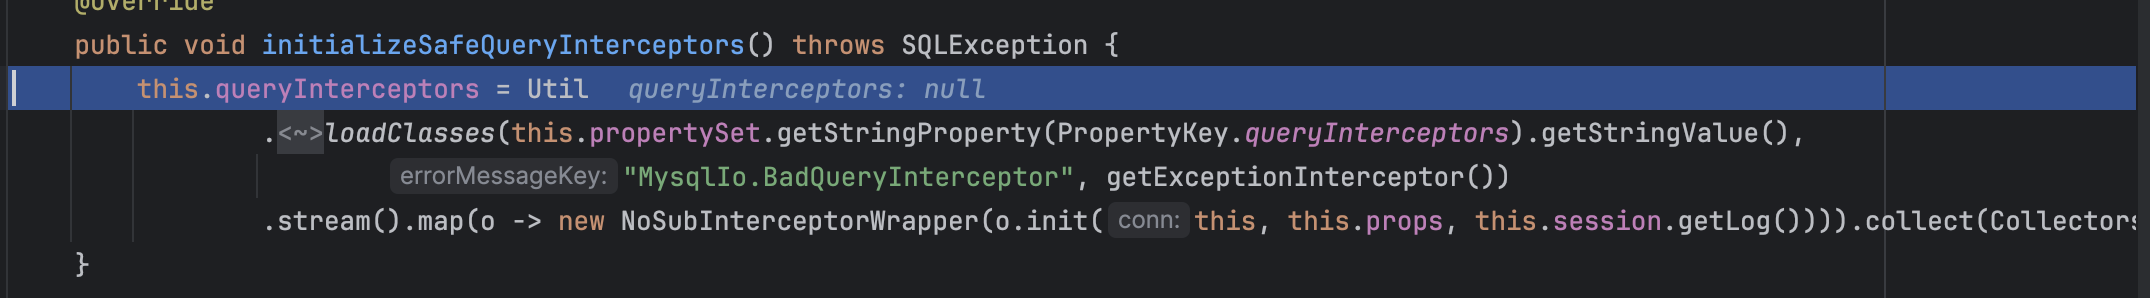 @Override
public void initializeSafeQueryInterceptors() throws SQLException {
this.queryInterceptors = Util queryInterceptors: null
.<~>loadClasses(this.propertySet.getStringProperty(PropertyKey.queryInterceptors).getStringValue(),
errorMessageKey: "MysqlIo.BadQueryInterceptor", getExceptionInterceptor())
.stream().map(o -> new NoSubInterceptorWrapper(o.init( conn: this, this.props, this.session.getLog()))).collect(Collectors
}